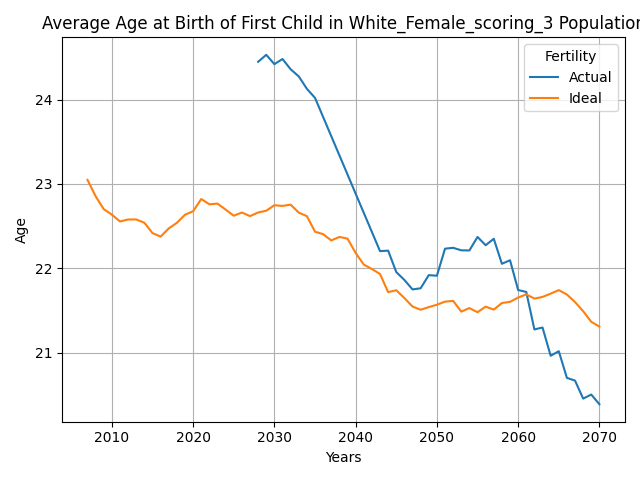 Average Age at Birth of First Child in White_Female_scoring_3 Population
Fertility
Actual
Ideal
24
23
22
21
Age
2010 2020 2030 2040 2050 2060 2070
Years